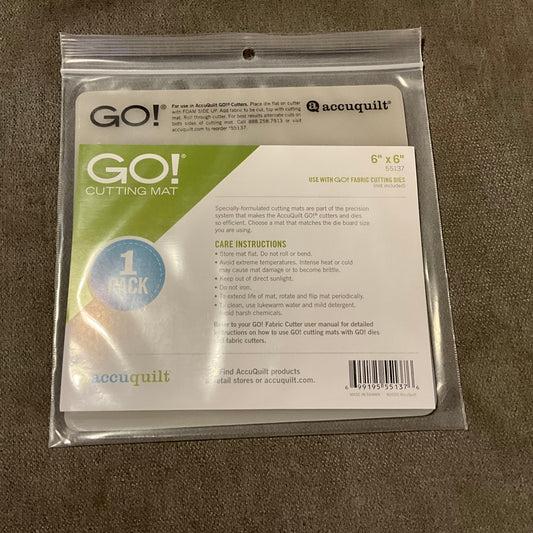 GO!®
For use in AccuQuilt GO!® Cutters. Place die flat on cutter
with FOAM SIDE UP. Add fabric to be cut, top with cutting
mat. Roll through cutter. For best results alternate cuts on
both sides of cutting mat. Call 888.258.7913 or visit
accuquilt.com to reorder *55137.
a accuquilt®
GO!®
CUTTING MAT
6" x 6"
55137
USE WITH GO! FABRIC CUTTING DIES
(not included)
Specially-formulated cutting mats are part of the precision
system that makes the AccuQuilt GO!® cutters and dies
so efficient. Choose a mat that matches the die board size
you are using.
CARE INSTRUCTIONS
• Store mat flat. Do not roll or bend.
• Avoid extreme temperatures. Intense heat or cold
may cause mat damage or to become brittle.
• Keep out of direct sunlight.
• Do not iron.
• To extend life of mat, rotate and flip mat periodically.
• To clean, use lukewarm water and mild detergent.
Avoid harsh chemicals.
Refer to your GO! Fabric Cutter user manual for detailed
instructions on how to use GO! cutting mats with GO! dies
and fabric cutters.
1
PACK
accuquilt
Find AccuQuilt products
at retail stores or accuquilt.com.
6 99195 55137 6
MADE IN TAIWAN
AccuQuilt